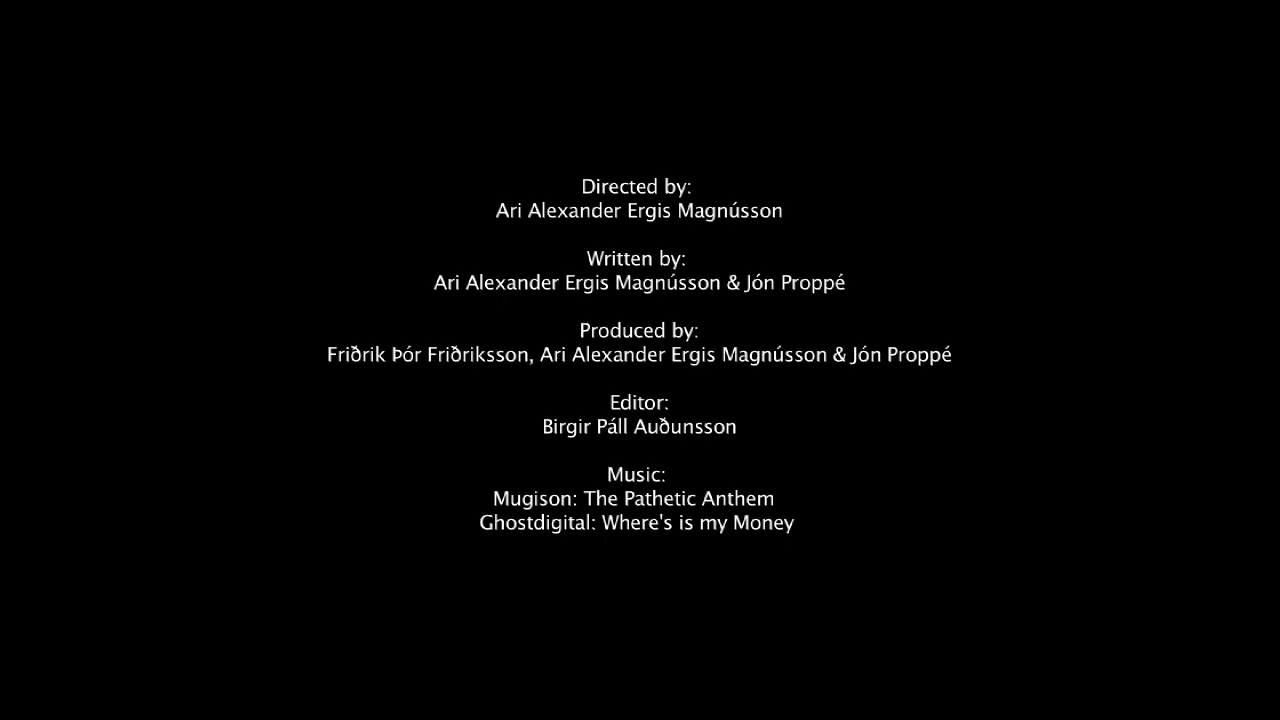 Directed by:
Ari Alexander Ergis Magnússon
Written by:
Ari Alexander Ergis Magnússon & Jón Proppé
Produced by:
Friðrik Þór Friðriksson, Ari Alexander Ergis Magnússon & Jón Proppé
Editor:
Birgir Páll Auðunsson
Music:
Mugison: The Pathetic Anthem
Ghostdigital: Where's is my Money